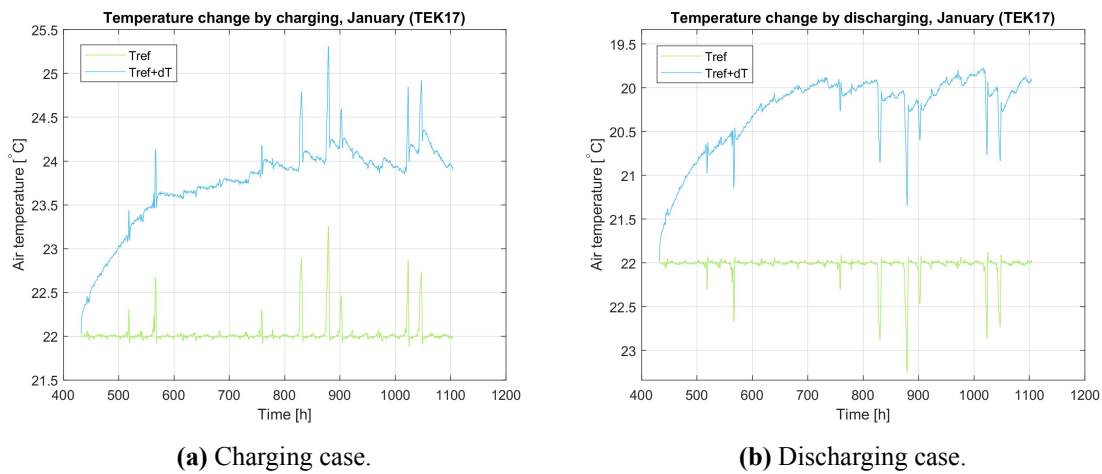 Temperature change by charging, January (TEK17)
25.5
25
24.5
24
23.5
23
22.5
22
21.5
Air temperature [°C]
Tref
Tref+dT
400 500 600 700 800 900 1000 1100 1200
Time [h]
(a) Charging case.
Temperature change by discharging, January (TEK17)
19.5
20
20.5
21
21.5
22
22.5
23
Air temperature [°C]
Tref
Tref+dT
400 500 600 700 800 900 1000 1100 1200
Time [h]
(b) Discharging case.